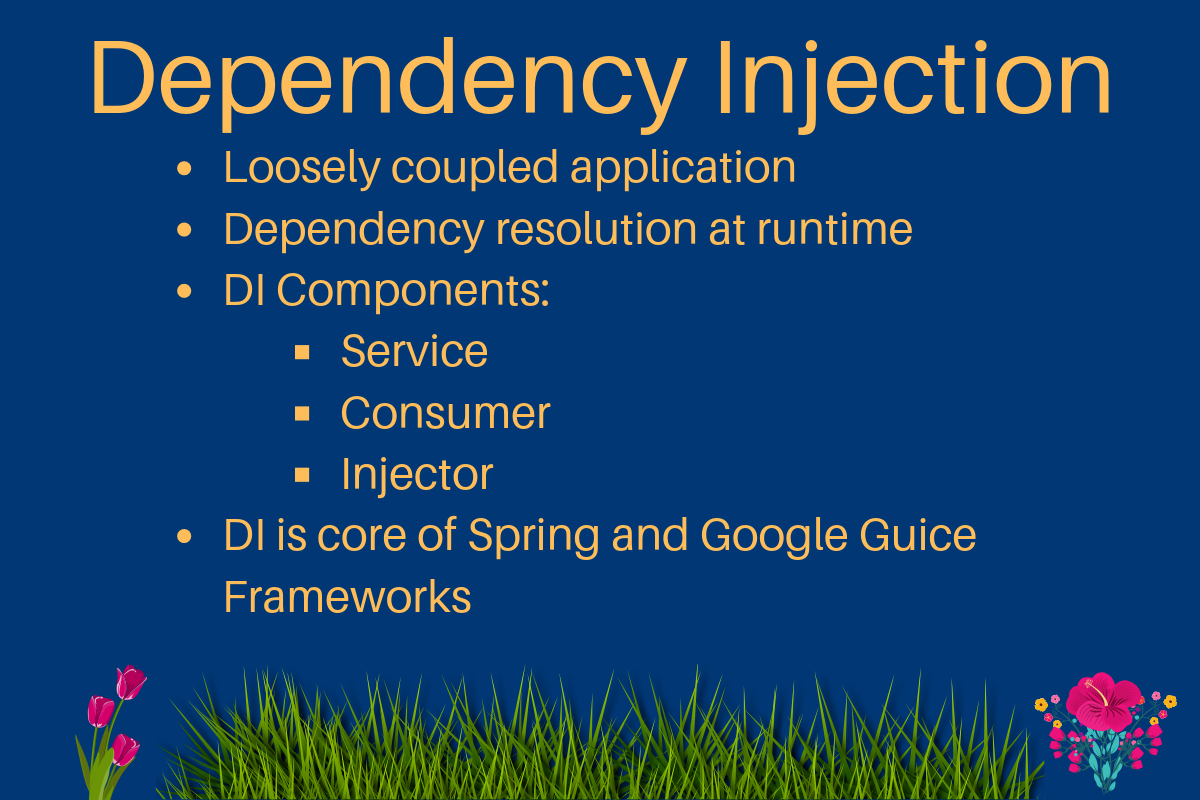 Dependency Injection
• Loosely coupled application
• Dependency resolution at runtime
• DI Components:
▪ Service
▪ Consumer
▪ Injector
• DI is core of Spring and Google Guice
Frameworks